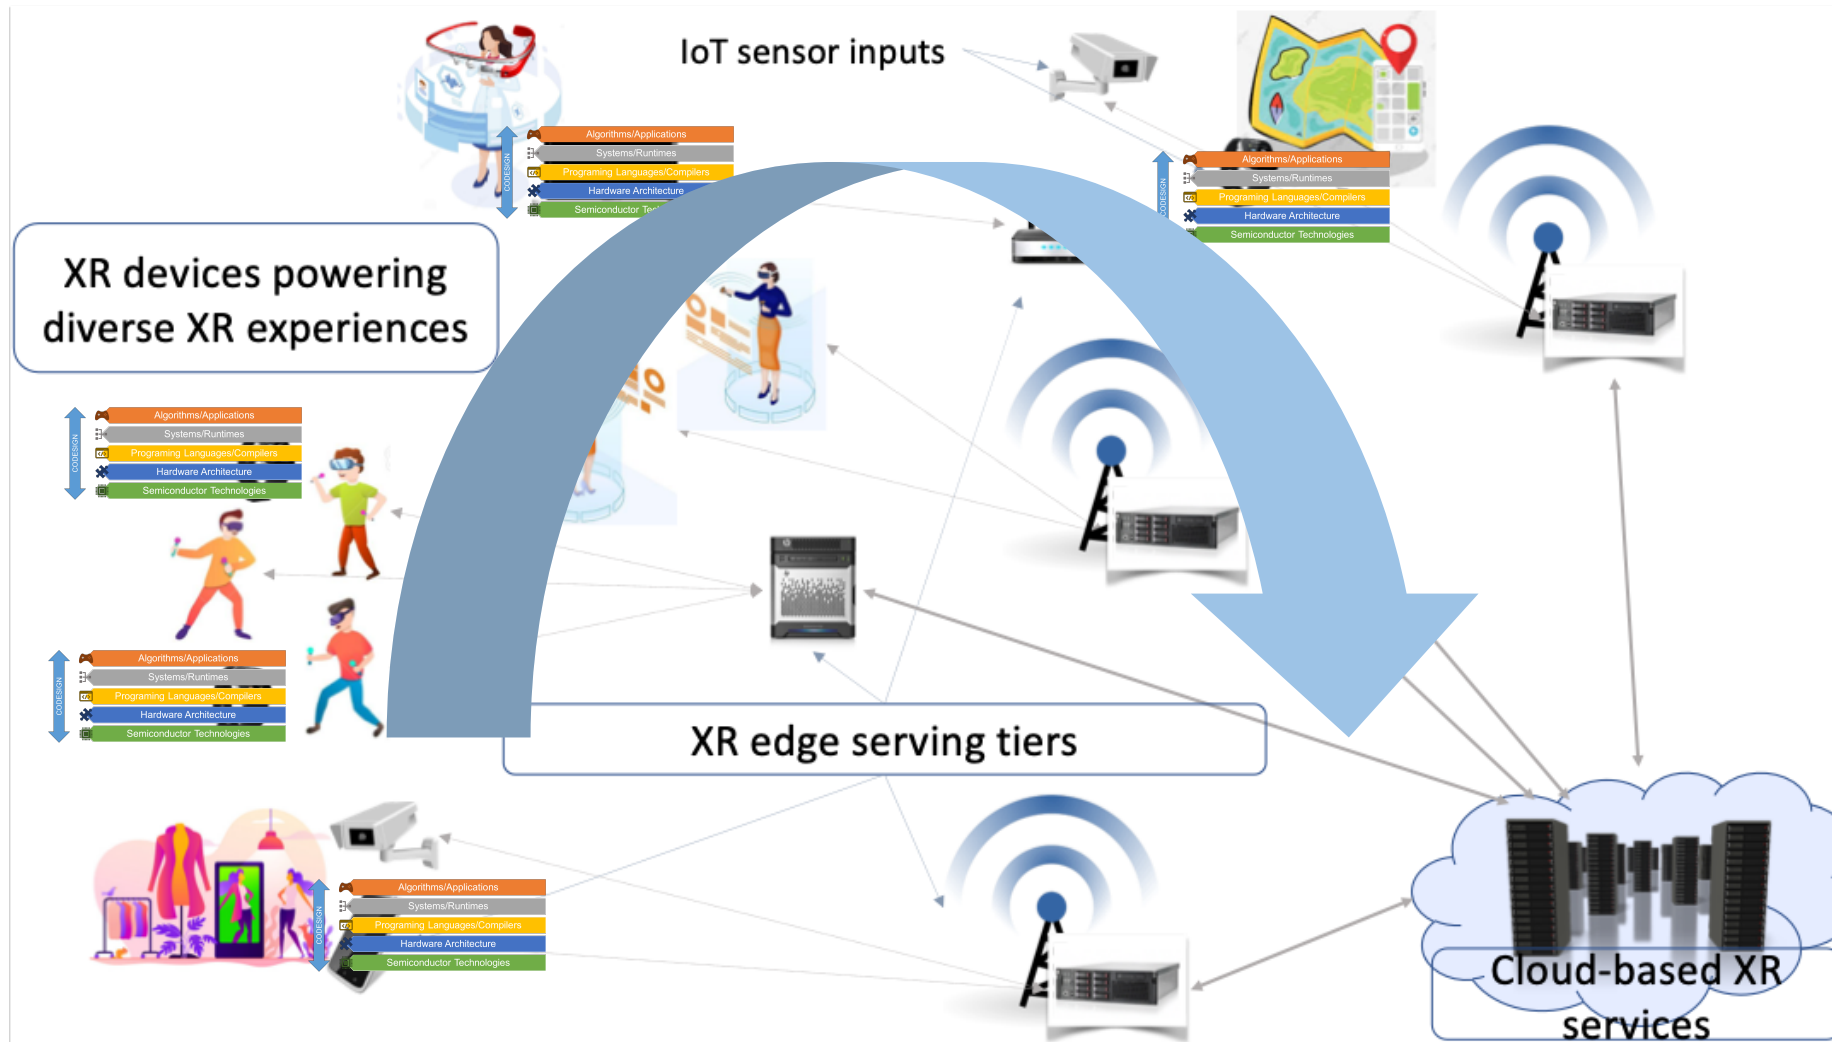 IoT sensor inputs
CODESIGN
Algorithms/Applications
Systems/Runtimes
Programing Languages/Compilers
Hardware Architecture
Semiconductor
CODESIGN
Algorithms/Applications
Systems/Runtimes
Programing Languages/Compilers
Hardware Architecture
Semiconductor Technologies
XR devices powering
diverse XR experiences
CODESIGN
Algorithms/Applications
Systems/Runtimes
Programing Languages/Compilers
Hardware Architecture
Semiconductor Technologies
CODESIGN
Algorithms/Applications
Systems/Runtimes
Programing Languages/Compilers
Hardware Architecture
Semiconductor Technologies
XR edge serving tiers
CODESIGN
Algorithms/Applications
Systems/Runtimes
Programing Languages/Compilers
Hardware Architecture
Semiconductor Technologies
Cloud-based XR
services